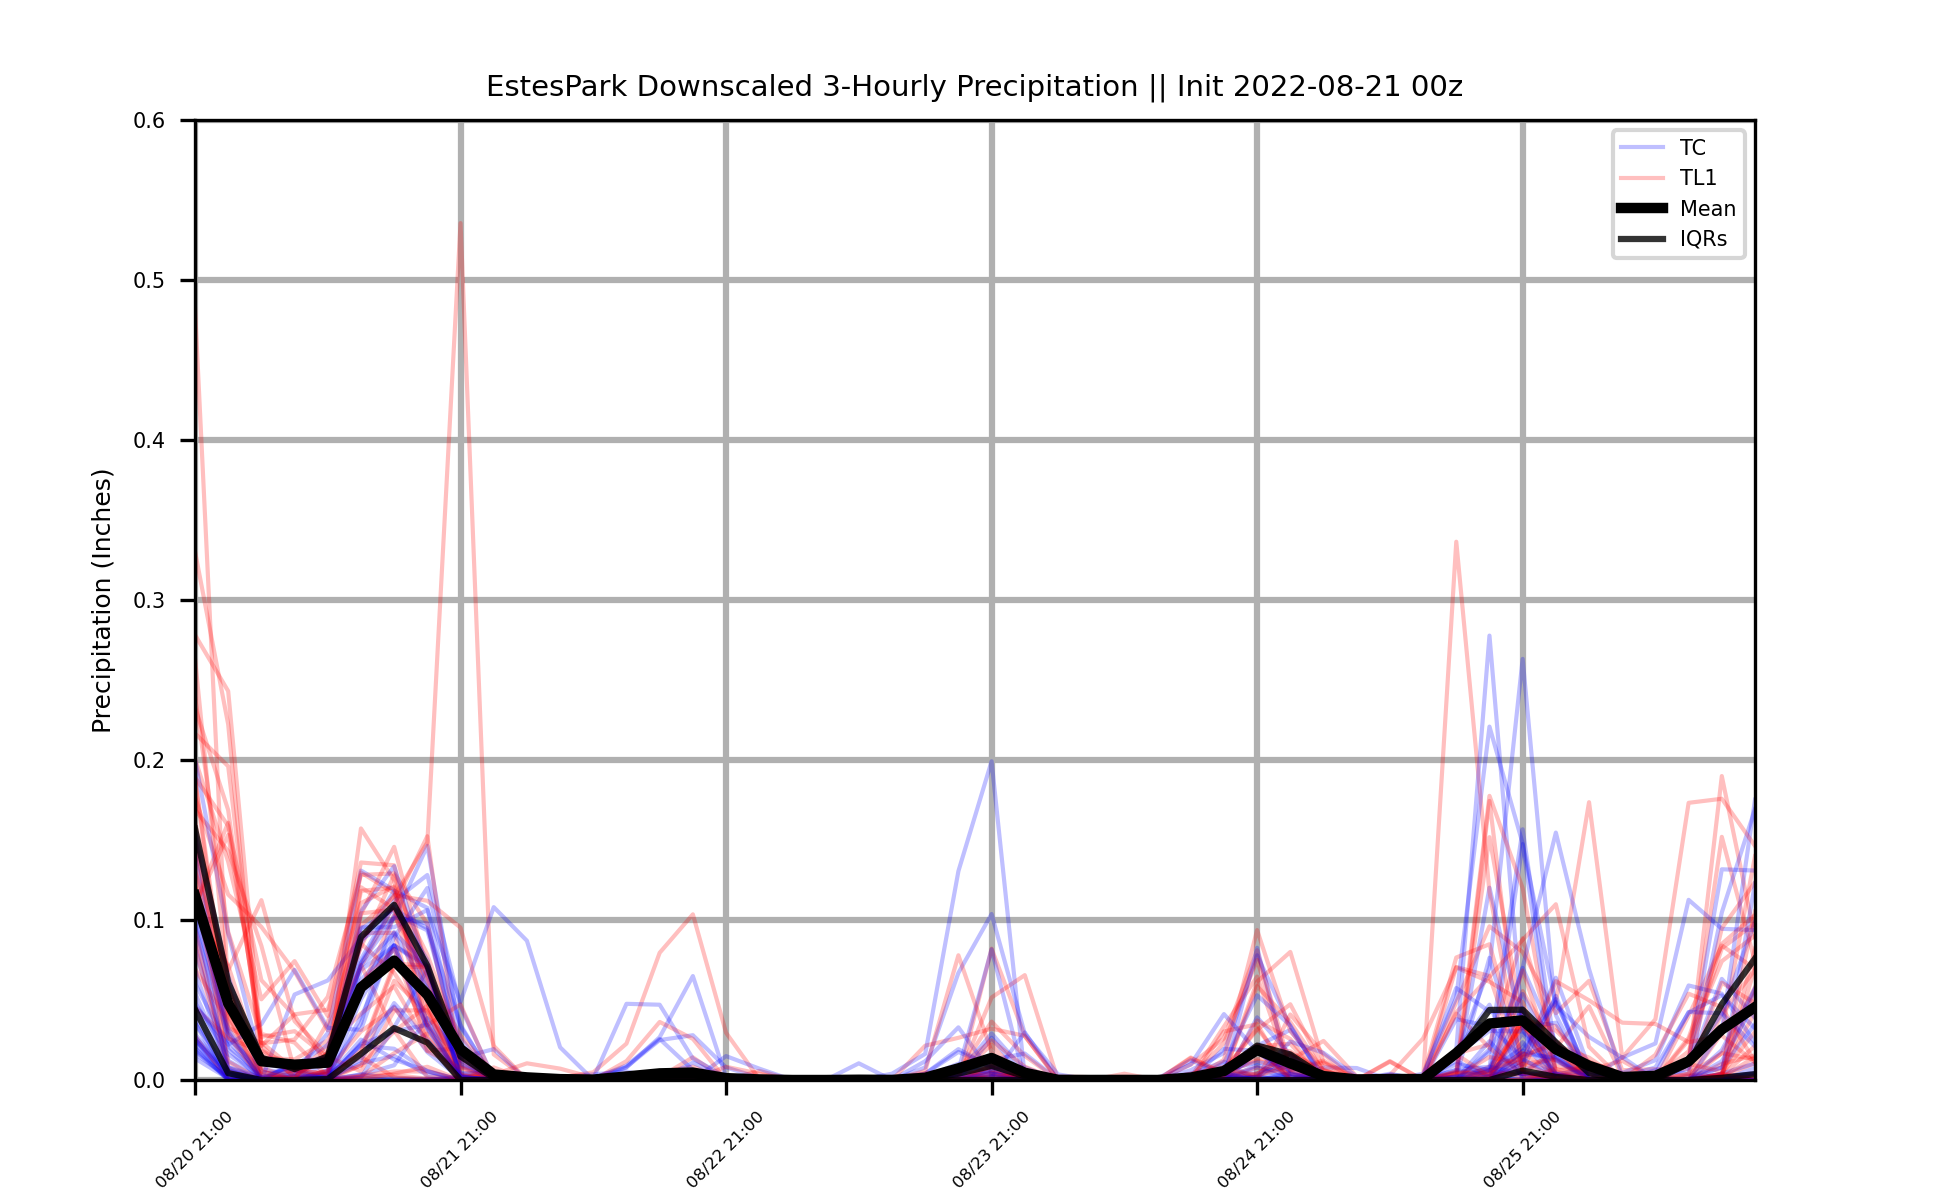 EstesPark Downscaled 3-Hourly Precipitation || Init 2022-08-21 00z
TC
TL1
Mean
IQRs
Precipitation (Inches)
0.6
0.5
0.4
0.3
0.2
0.1
0.0
08/20 21:00
08/21 21:00
08/22 21:00
08/23 21:00
08/24 21:00
08/25 21:00